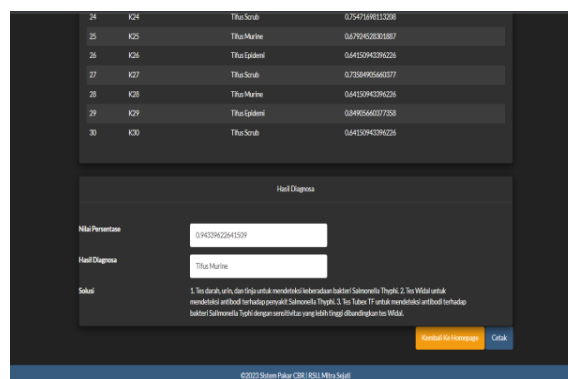 24 K24 Tifus Scrub 0.75471698113208
25 K25 Tifus Murine 0.67924528301887
26 K26 Tifus Epidemi 0.64150943396226
27 K27 Tifus Scrub 0.73584905660377
28 K28 Tifus Murine 0.64150943396226
29 K29 Tifus Epidemi 0.84905660377358
30 K30 Tifus Scrub 0.64150943396226
Hasil Diagnosa
Nilai Persentase 0.94339622641509
Hasil Diagnosa Tifus Murine
Solusi 1. Tes darah, urin, dan tinja untuk mendeteksi keberadaan bakteri Salmonella Thyphi. 2. Tes Widal untuk
mendeteksi antibodi terhadap penyakit Salmonella Thyphi. 3. Tes Tubex TF untuk mendeteksi antibodi terhadap
bakteri Sallmonella Typhi dengan sensitivitas yang lebih tinggi dibandingkan tes Widal.
Kembali Ke Homepage Cetak
©2023 Sistem Pakar CBR | RSU. Mitra Sejati